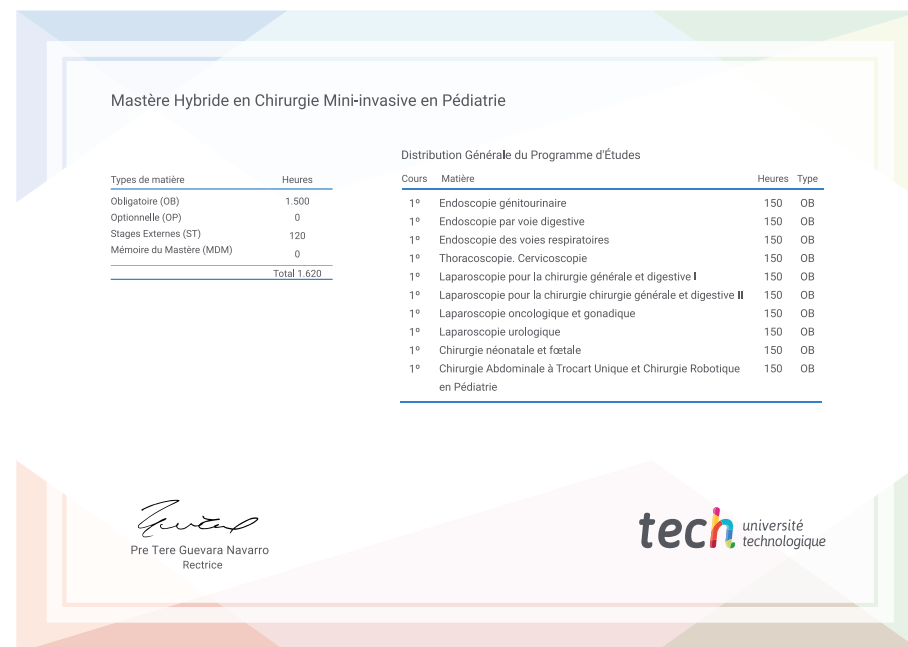 Mastère Hybride en Chirurgie Mini-invasive en Pédiatrie
Types de matière Heures
Obligatoire (OB) 1.500
Optionnelle (OP) 0
Stages Externes (ST) 120
Mémoire du Mastère (MDM) 0
Total 1.620
Distribution Générale du Programme d'Études
Cours Matière Heures Type
1º Endoscopie génitourinaire 150 OB
1º Endoscopie par voie digestive 150 OB
1º Endoscopie des voies respiratoires 150 OB
1º Thoracoscopie. Cervicoscopie 150 OB
1º Laparoscopie pour la chirurgie générale et digestive I 150 OB
1º Laparoscopie pour la chirurgie chirurgie générale et digestive II 150 OB
1º Laparoscopie oncologique et gonadique 150 OB
1º Laparoscopie urologique 150 OB
1º Chirurgie néonatale et fœtale 150 OB
1º Chirurgie Abdominale à Trocart Unique et Chirurgie Robotique 150 OB
en Pédiatrie
Pre Tere Guevara Navarro
Rectrice
tech université
technologique